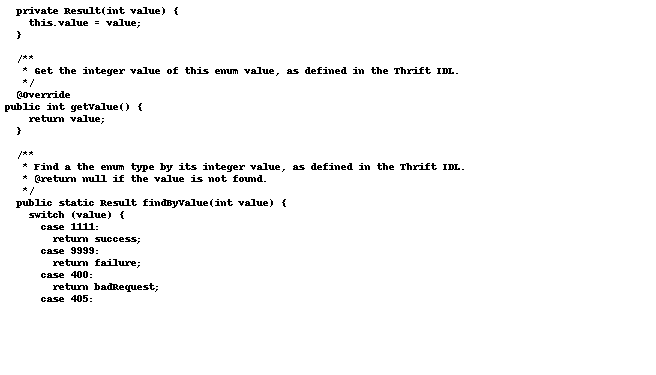 private Result(int value) {
this.value = value;
}
/**
* Get the integer value of this enum value, as defined in the Thrift IDL.
*/
@Override
public int getValue() {
return value;
}
/**
* Find a the enum type by its integer value, as defined in the Thrift IDL.
* @return null if the value is not found.
*/
public static Result findByValue(int value) {
switch (value) {
case 1111:
return success;
case 9999:
return failure;
case 400:
return badRequest;
case 405: